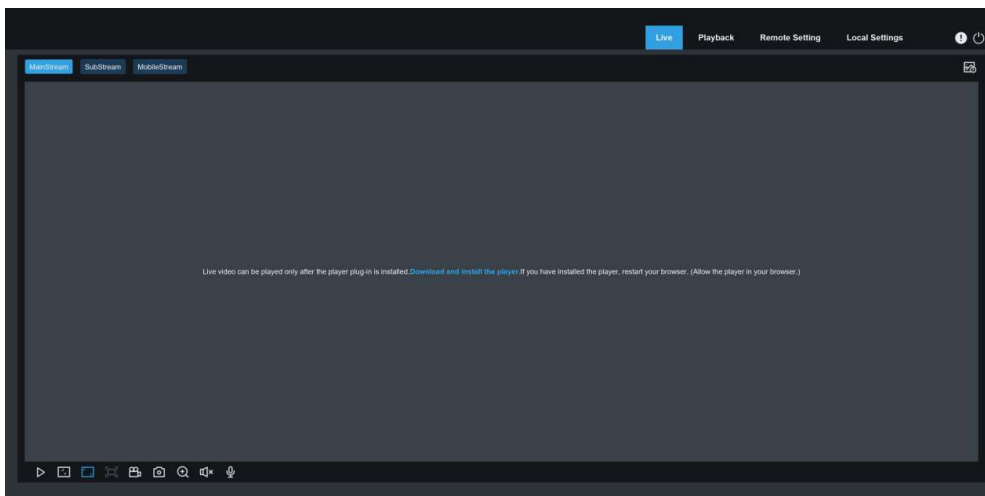 Live Playback Remote Setting Local Settings
MainStream SubStream MobileStream
Live video can be played only after the player plug-in is installed.Download and install the player.If you have installed the player, restart your browser. (Allow the player in your browser.)